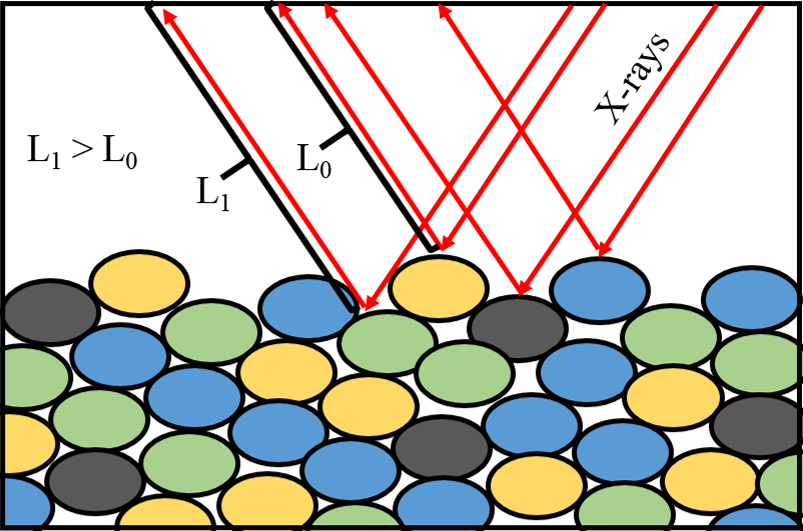 X-rays
L₁ > L₀
L₀
L₁